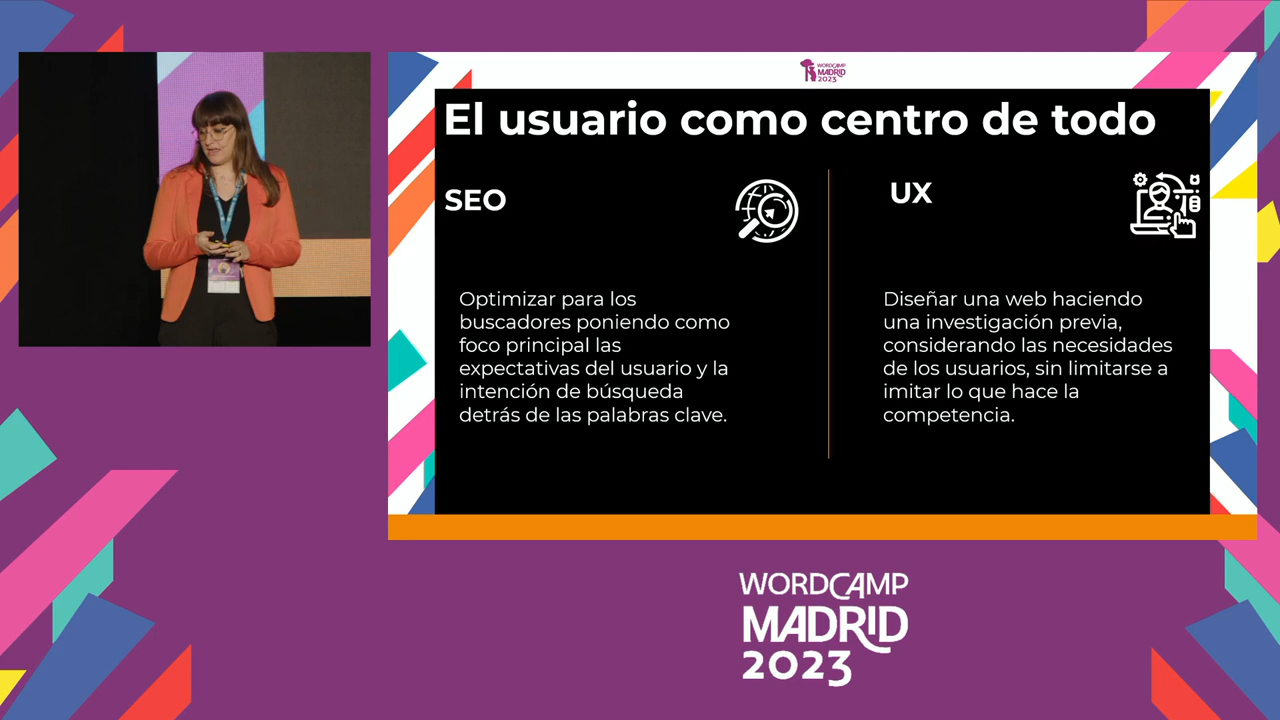 WORDCAMP
MADRID
2023
El usuario como centro de todo
SEO
Optimizar para los
buscadores poniendo como
foco principal las
expectativas del usuario y la
intención de búsqueda
detrás de las palabras clave.
UX
Diseñar una web haciendo
una investigación previa,
considerando las necesidades
de los usuarios, sin limitarse a
imitar lo que hace la
competencia.
WORDCAMP
MADRID
2023